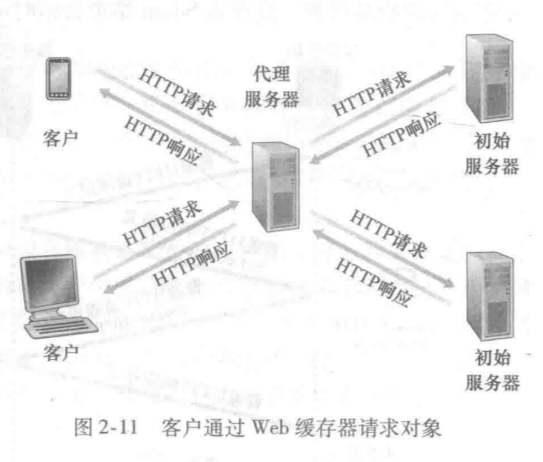 代理
服务器
HTTP请求
HTTP响应
客户
HTTP请求
HTTP响应
初始
服务器
HTTP请求
HTTP响应
客户
HTTP请求
HTTP响应
初始
服务器
图 2-11 客户通过 Web 缓存器请求对象